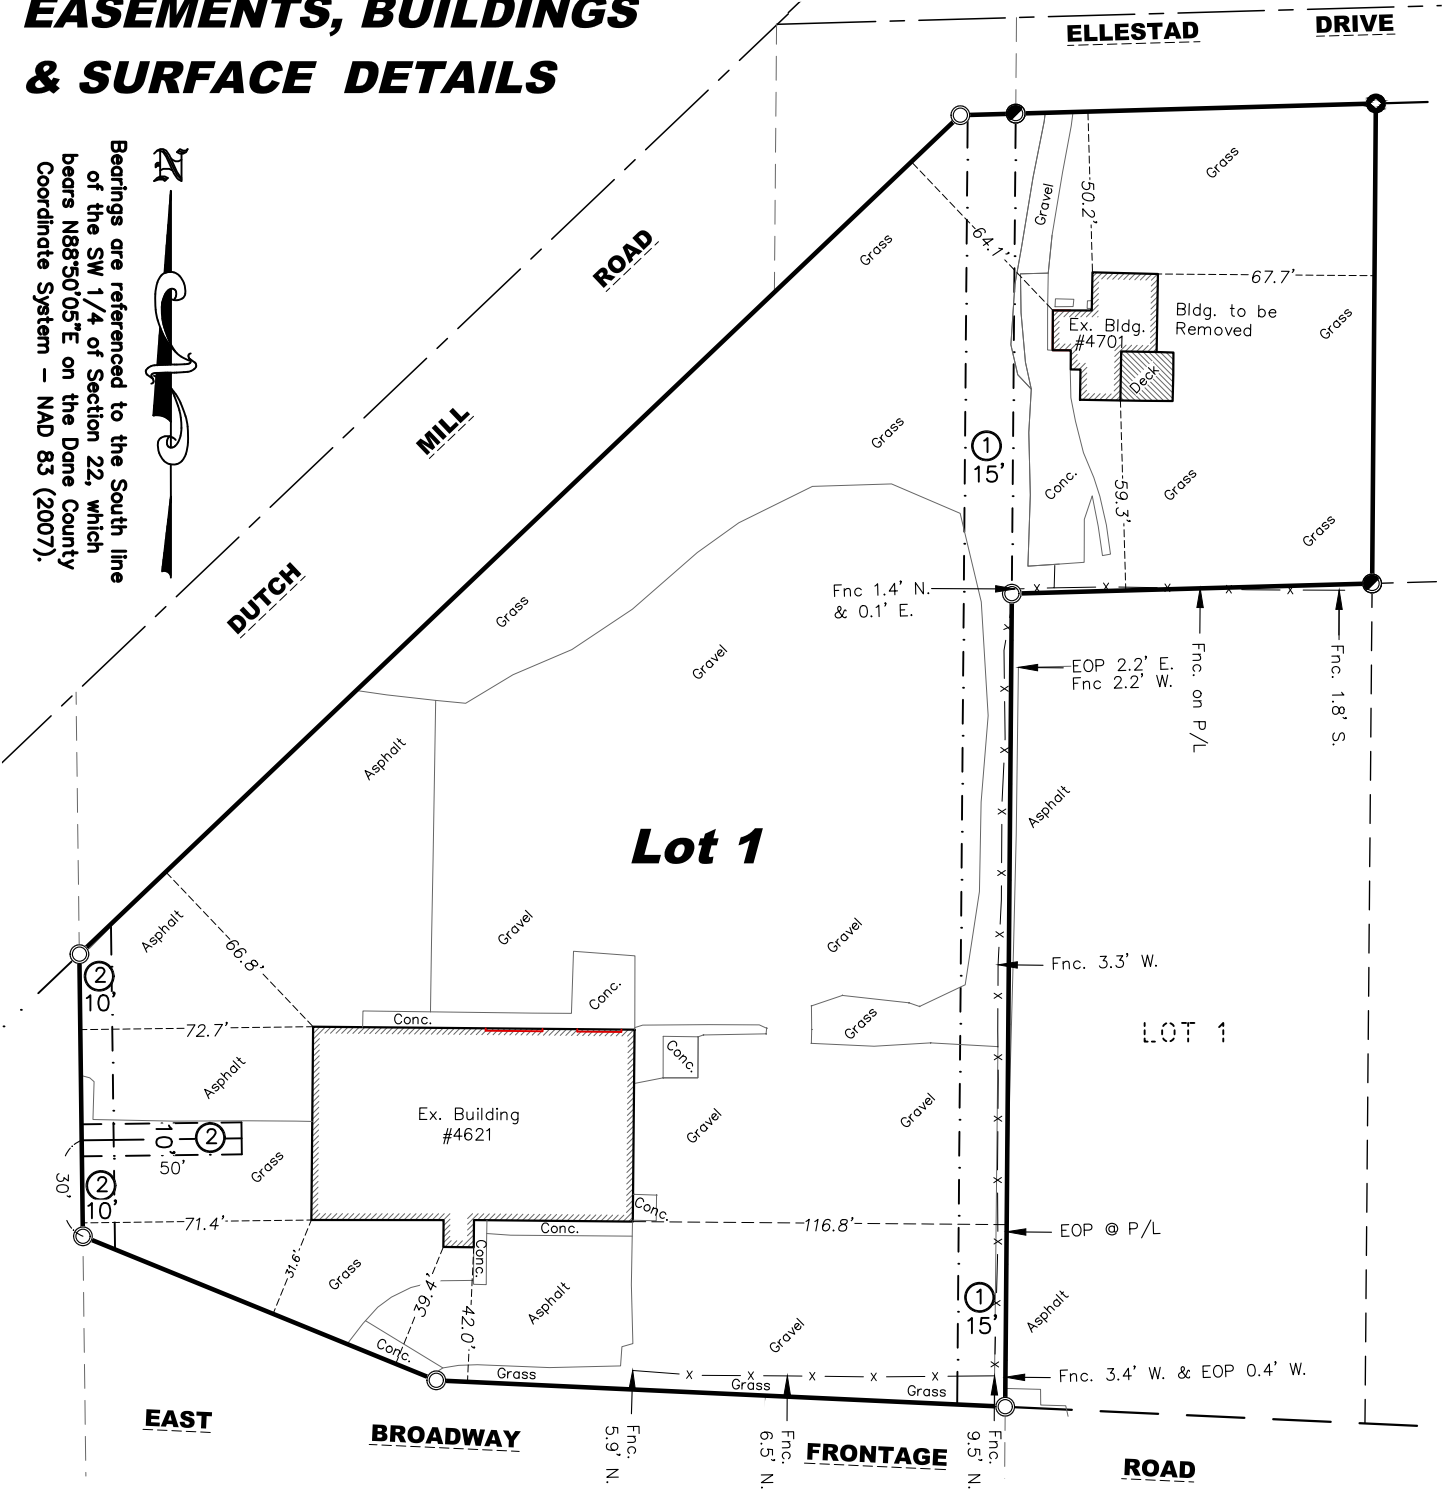 EASEMENTS, BUILDINGS
& SURFACE DETAILS
ELLESTAD DRIVE
N
Bearings are referenced to the South line
of the SW 1/4 of Section 22, which
bears N88°50'05"E on the Dane County
Coordinate System - NAD 83 (2007).
DUTCH MILL ROAD
Grass
Gravel
50.2'
Grass
64.1'
67.7'
Bldg. to be
Removed
Ex. Bldg.
#4701
Grass
Deck
Grass
1
15'
Conc.
59.3'
Grass
Grass
Fnc 1.4' N.
& 0.1' E.
x x x x x
Grass
Gravel
EOP 2.2' E.
Fnc 2.2' W.
Fnc. on P/L
Fnc. 1.8' S.
Asphalt
Asphalt
Lot 1
Asphalt
Gravel
Gravel
66.8'
Fnc. 3.3' W.
2
10'
Conc.
Conc.
Grass
72.7'
LOT 1
Conc.
Asphalt
Ex. Building
#4621
Gravel
Gravel
10'
2
50'
Grass
30'
2
10'
71.4'
Conc.
Conc.
116.8'
EOP @ P/L
31.6'
Grass
Conc.
39.4'
42.0'
Asphalt
1
15'
Asphalt
Gravel
Conc.
Grass
x x x x x
Grass
Grass
Fnc. 3.4' W. & EOP 0.4' W.
Fnc.
5.9' N.
Fnc.
6.5' N.
Fnc.
9.5' N.
EAST BROADWAY FRONTAGE ROAD